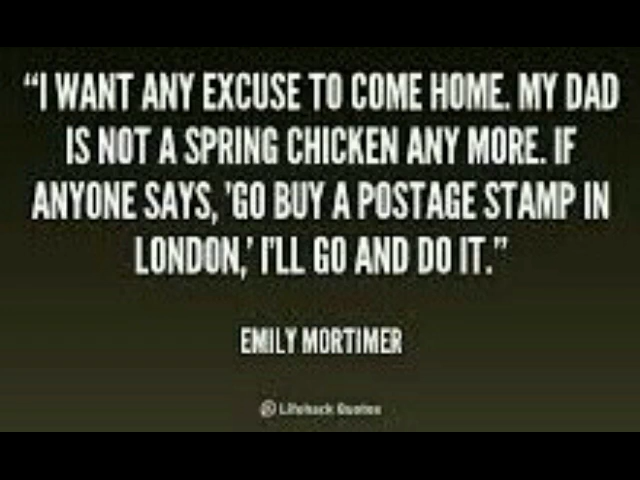 “I WANT ANY EXCUSE TO COME HOME. MY DAD
IS NOT A SPRING CHICKEN ANY MORE. IF
ANYONE SAYS, 'GO BUY A POSTAGE STAMP IN
LONDON,' I'LL GO AND DO IT.”
EMILY MORTIMER
Lifehack Quotes